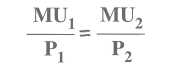 MU₁/P₁ = MU₂/P₂